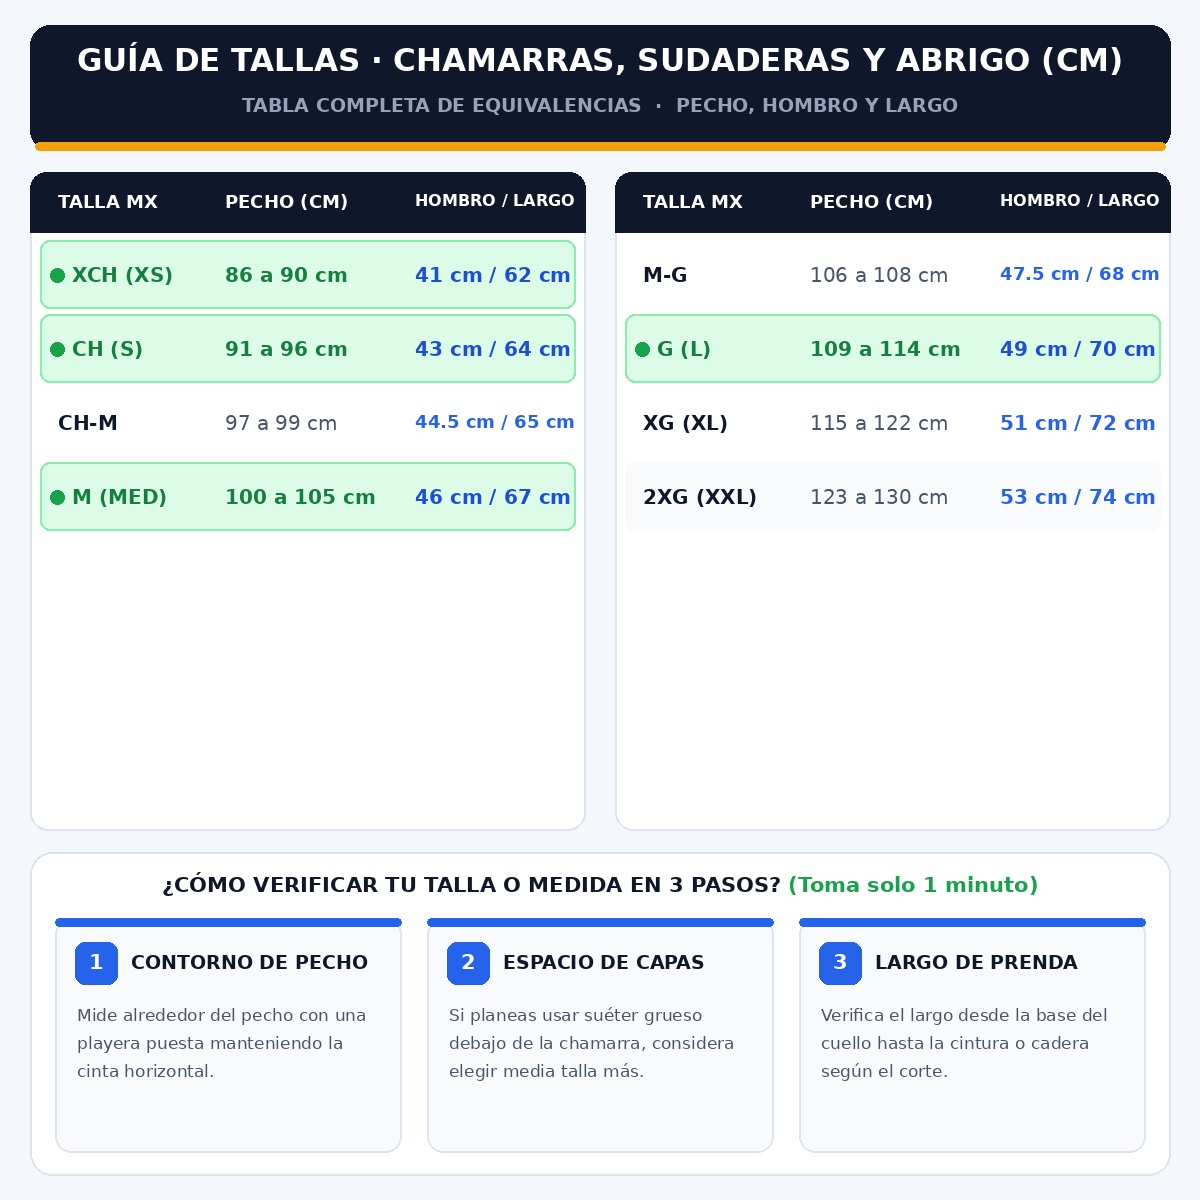 GUÍA DE TALLAS · CHAMARRAS, SUDADERAS Y ABRIGO (CM)
TABLA COMPLETA DE EQUIVALENCIAS · PECHO, HOMBRO Y LARGO
TALLA MX PECHO (CM) HOMBRO / LARGO
XCH (XS) 86 a 90 cm 41 cm / 62 cm
CH (S) 91 a 96 cm 43 cm / 64 cm
CH-M 97 a 99 cm 44.5 cm / 65 cm
M (MED) 100 a 105 cm 46 cm / 67 cm
TALLA MX PECHO (CM) HOMBRO / LARGO
M-G 106 a 108 cm 47.5 cm / 68 cm
G (L) 109 a 114 cm 49 cm / 70 cm
XG (XL) 115 a 122 cm 51 cm / 72 cm
2XG (XXL) 123 a 130 cm 53 cm / 74 cm
¿CÓMO VERIFICAR TU TALLA O MEDIDA EN 3 PASOS? (Toma solo 1 minuto)
1 CONTORNO DE PECHO
Mide alrededor del pecho con una
playera puesta manteniendo la
cinta horizontal.
2 ESPACIO DE CAPAS
Si planeas usar suéter grueso
debajo de la chamarra, considera
elegir media talla más.
3 LARGO DE PRENDA
Verifica el largo desde la base del
cuello hasta la cintura o cadera
según el corte.